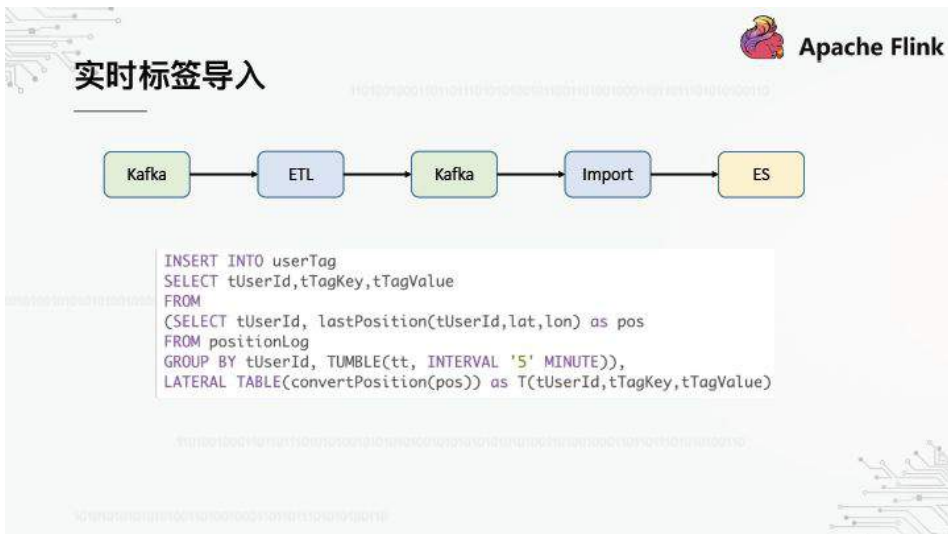 Apache Flink
实时标签导入
Kafka
ETL
Kafka
Import
ES
INSERT INTO userTag
SELECT tUserId,tTagKey,tTagValue
FROM
(SELECT tUserId, lastPosition(tUserId,lat,lon) as pos
FROM positionLog
GROUP BY tUserId, TUMBLE(tt, INTERVAL '5' MINUTE)),
LATERAL TABLE(convertPosition(pos)) as T(tUserId,tTagKey,tTagValue)